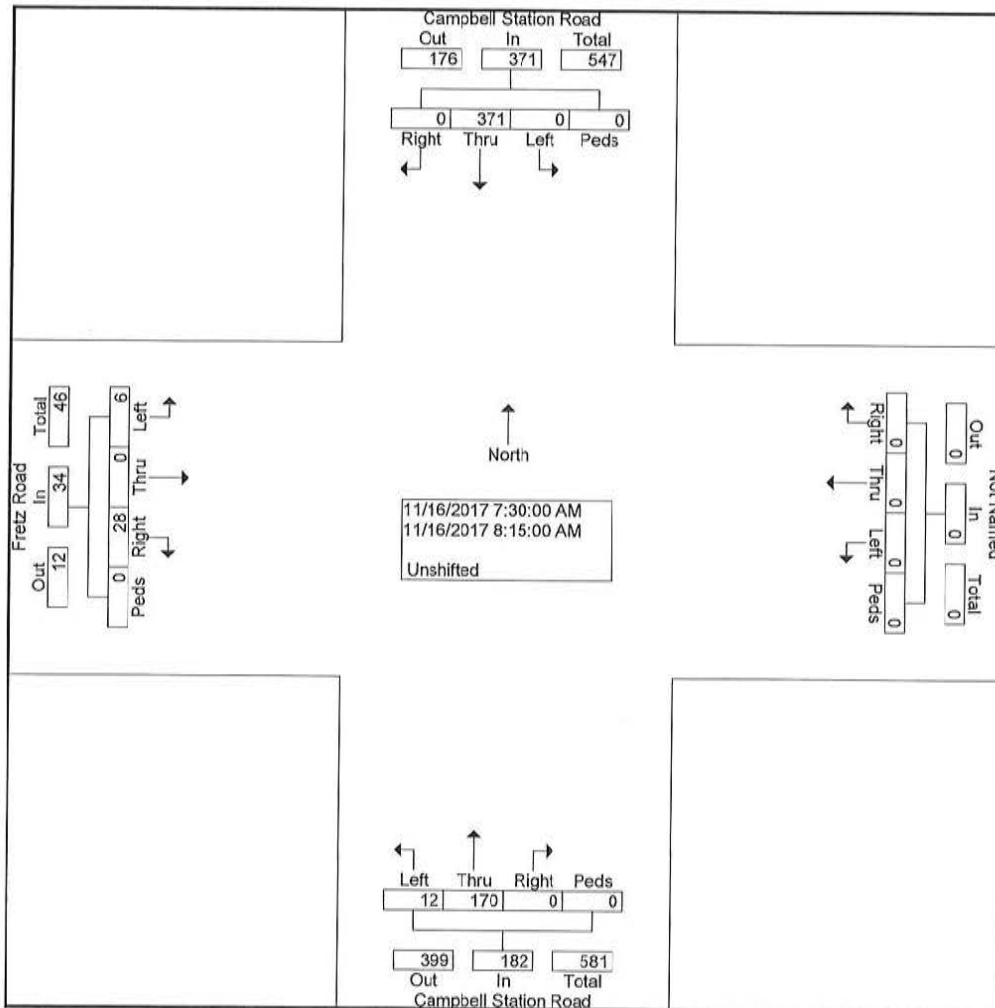 Campbell Station Road
Out In Total
176 371 547
0 371 0 0
Right Thru Left Peds
Fretz Road
Total In Out
46 34 12
6 0 28 0
Left Thru Right Peds
North
11/16/2017 7:30:00 AM
11/16/2017 8:15:00 AM
Unshifted
Not Named
Out In Total
0 0 0
0 0 0 0
Right Thru Left Peds
Left Thru Right Peds
12 170 0 0
399 182 581
Out In Total
Campbell Station Road